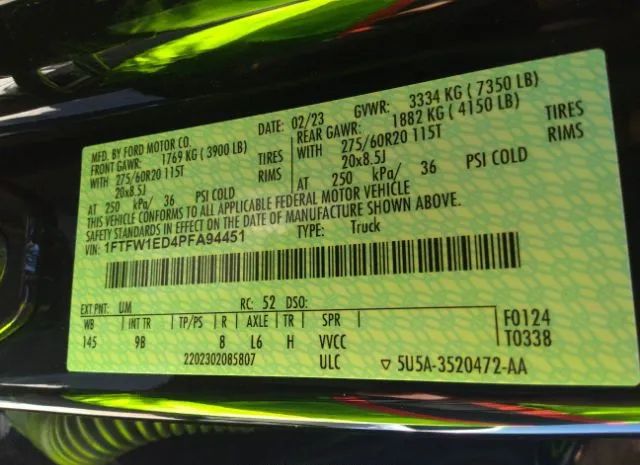 MFD. BY FORD MOTOR CO. DATE: 02/23 GVWR: 3334 KG ( 7350 LB)
FRONT GAWR: 1769 KG ( 3900 LB) REAR GAWR: 1882 KG ( 4150 LB)
WITH 275/60R20 115T TIRES WITH 275/60R20 115T TIRES
20x8.5J RIMS 20x8.5J RIMS
AT 250 kPa/ 36 PSI COLD AT 250 kPa/ 36 PSI COLD
THIS VEHICLE CONFORMS TO ALL APPLICABLE FEDERAL MOTOR VEHICLE
SAFETY STANDARDS IN EFFECT ON THE DATE OF MANUFACTURE SHOWN ABOVE.
1FTFW1ED4PFA94451 TYPE: Truck
EXT PNT: UM RC: 52 DSO:
WB INT TR TP/PS R AXLE TR SPR F0124
145 9B 8 L6 H VVCC T0338
2202302085807 ULC ▽ 5U5A-3520472-AA